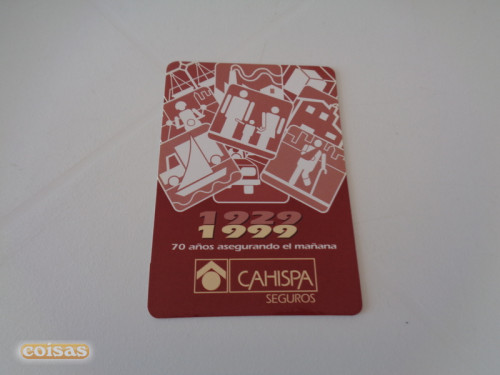 1929
1999
70 años asegurando el mañana
CAHISPA
SEGUROS
coisas